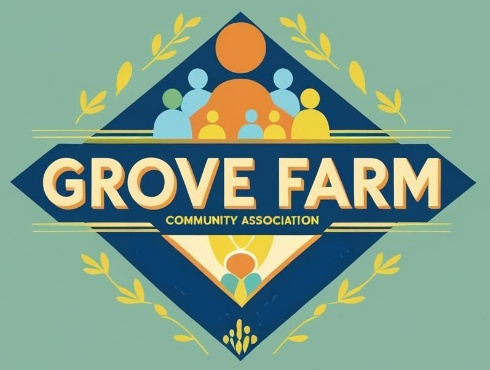 GROVE FARM
COMMUNITY ASSOCIATION